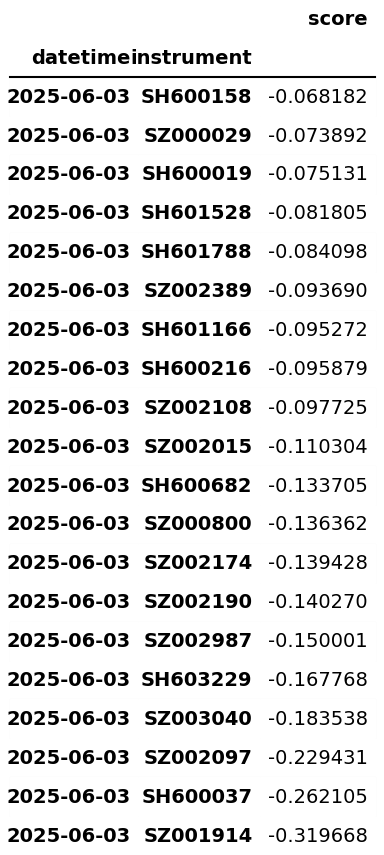 score
datetime instrument
2025-06-03 SH600158 -0.068182
2025-06-03 SZ000029 -0.073892
2025-06-03 SH600019 -0.075131
2025-06-03 SH601528 -0.081805
2025-06-03 SH601788 -0.084098
2025-06-03 SZ002389 -0.093690
2025-06-03 SH601166 -0.095272
2025-06-03 SH600216 -0.095879
2025-06-03 SZ002108 -0.097725
2025-06-03 SZ002015 -0.110304
2025-06-03 SH600682 -0.133705
2025-06-03 SZ000800 -0.136362
2025-06-03 SZ002174 -0.139428
2025-06-03 SZ002190 -0.140270
2025-06-03 SZ002987 -0.150001
2025-06-03 SH603229 -0.167768
2025-06-03 SZ003040 -0.183538
2025-06-03 SZ002097 -0.229431
2025-06-03 SH600037 -0.262105
2025-06-03 SZ001914 -0.319668